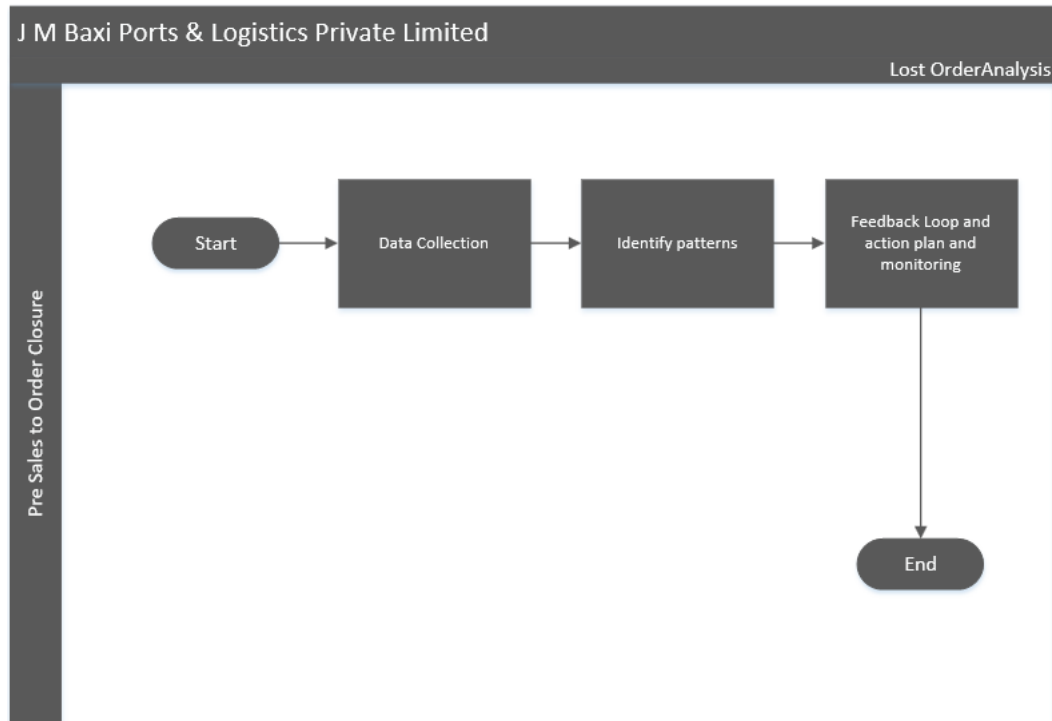 J M Baxi Ports & Logistics Private Limited
Lost OrderAnalysis
Pre Sales to Order Closure
Start
Data Collection
Identify patterns
Feedback Loop and
action plan and
monitoring
End